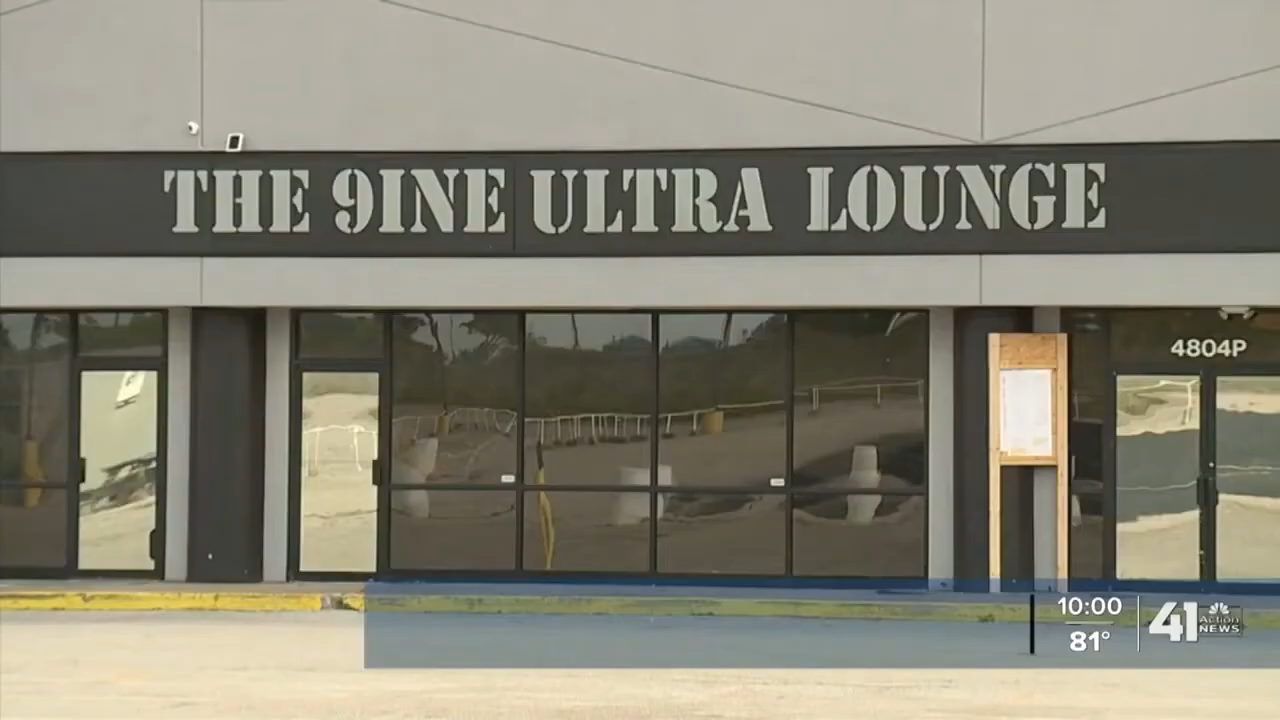 THE 9INE ULTRA LOUNGE
4804P
10:00
81°
41 Action
NEWS